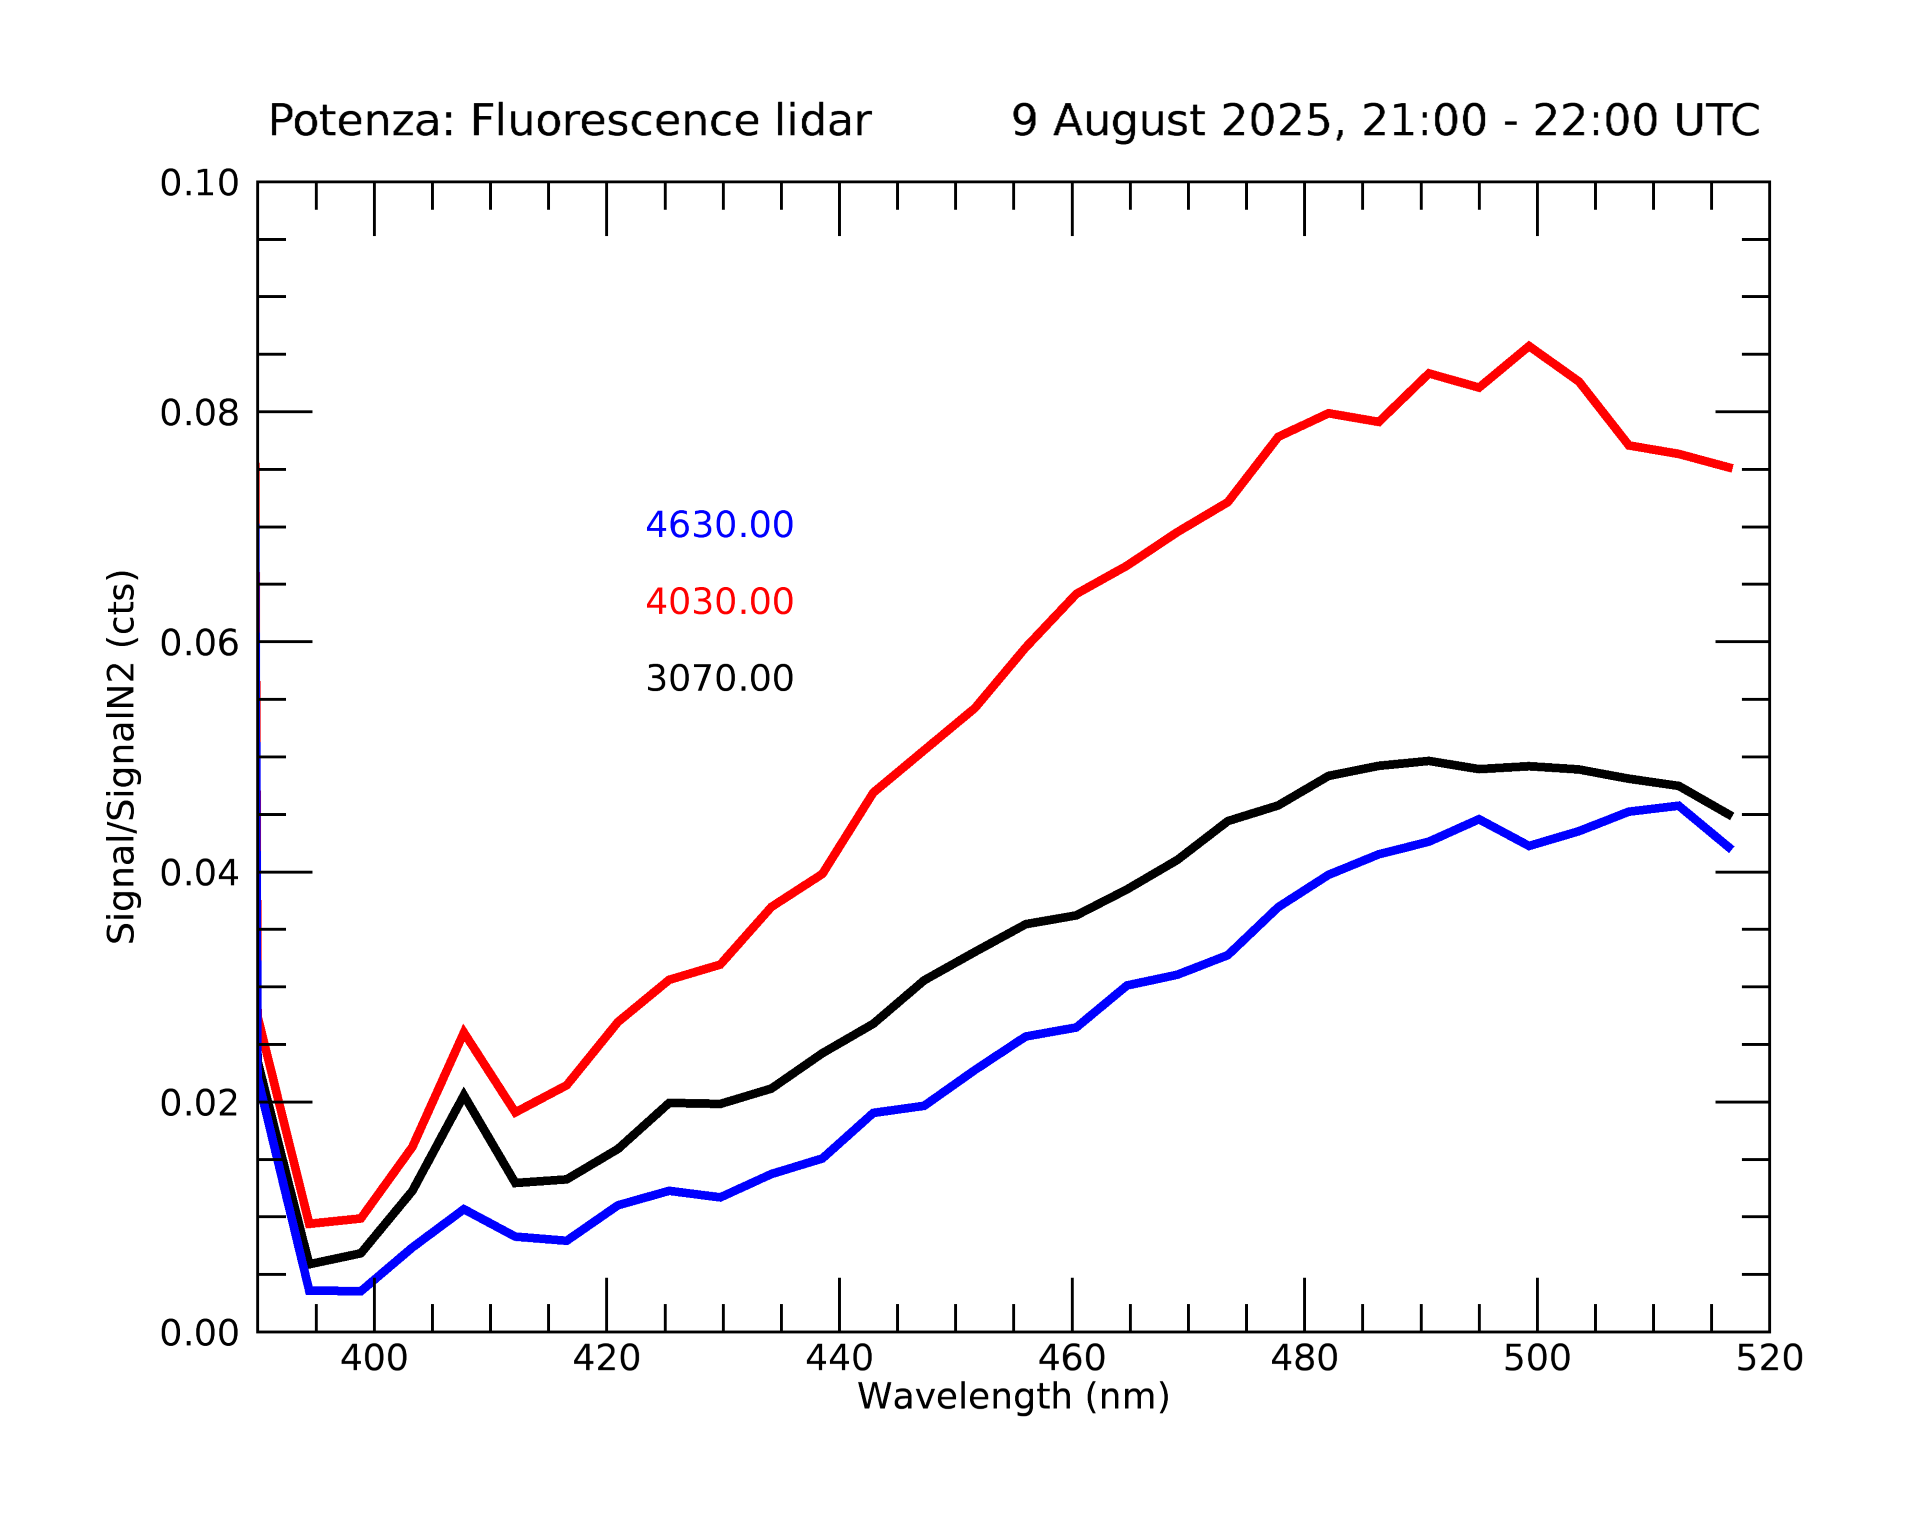 Potenza: Fluorescence lidar 9 August 2025, 21:00 - 22:00 UTC
0.10
0.08
0.06
0.04
0.02
0.00
Signal/SignalN2 (cts)
4630.00
4030.00
3070.00
400 420 440 460 480 500 520
Wavelength (nm)